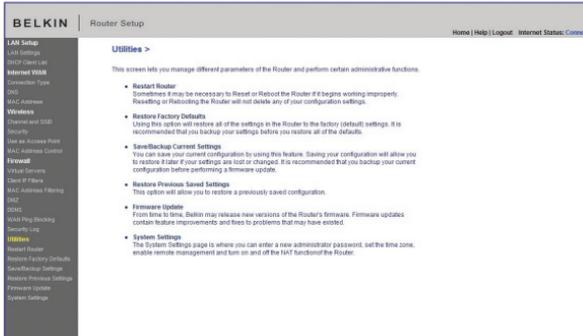 BELKIN
Router Setup
Home | Help | Logout Internet Status: Conne
LAN Setup
LAN Settings
DHCP Client List
Internet WAN
Connection Type
DNS
MAC Address
Wireless
Channel and SSID
Security
Use as Access Point
MAC Address Control
Firewall
Virtual Servers
Client IP Filters
MAC Address Filtering
DMZ
DDNS
WAN Ping Blocking
Security Log
Utilities
Restart Router
Restore Factory Defaults
Save/Backup Settings
Restore Previous Settings
Firmware Update
System Settings
Utilities >
This screen lets you manage different parameters of the Router and perform certain administrative functions.
• Restart Router
Sometimes it may be necessary to Reset or Reboot the Router if it begins working improperly.
Resetting or Rebooting the Router will not delete any of your configuration settings.
• Restore Factory Defaults
Using this option will restore all of the settings in the Router to the factory (default) settings. It is
recommended that you backup your settings before you restore all of the defaults.
• Save/Backup Current Settings
You can save your current configuration by using this feature. Saving your configuration will allow you
to restore it later if your settings are lost or changed. It is recommended that you backup your current
configuration before performing a firmware update.
• Restore Previous Saved Settings
This option will allow you to restore a previously saved configuration.
• Firmware Update
From time to time, Belkin may release new versions of the Router's firmware. Firmware updates
contain feature improvements and fixes to problems that may have existed.
• System Settings
The System Settings page is where you can enter a new administrator password, set the time zone,
enable remote management and turn on and off the NAT functionof the Router.